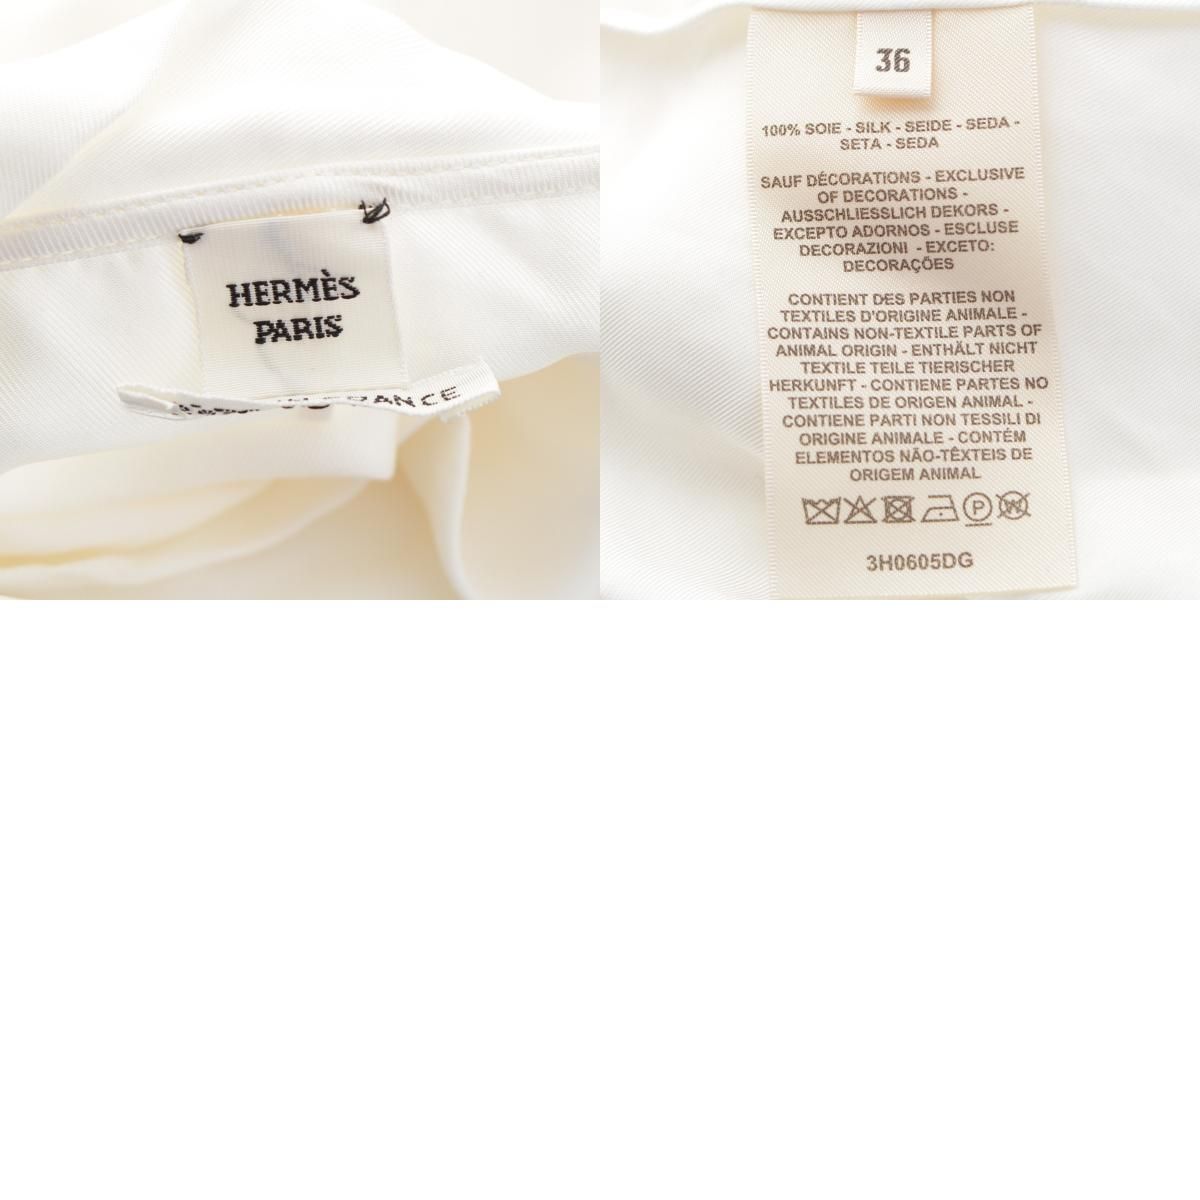 HERMÈS
PARIS
FRANCE
36
100% SOIE - SILK - SEIDE - SEDA -
SETA - SEDA
SAUF DÉCORATIONS - EXCLUSIVE
OF DECORATIONS -
AUSSCHLIESSLICH DEKORS -
EXCEPTO ADORNOS - ESCLUSE
DECORAZIONI - EXCETO:
DECORAÇÕES
CONTIENT DES PARTIES NON
TEXTILES D'ORIGINE ANIMALE -
CONTAINS NON-TEXTILE PARTS OF
ANIMAL ORIGIN - ENTHÄLT NICHT
TEXTILE TEILE TIERISCHER
HERKUNFT - CONTIENE PARTES NO
TEXTILES DE ORIGEN ANIMAL -
CONTIENE PARTI NON TESSILI DI
ORIGINE ANIMALE - CONTÉM
ELEMENTOS NÃO-TÊXTEIS DE
ORIGEM ANIMAL
P W
3H0605DG